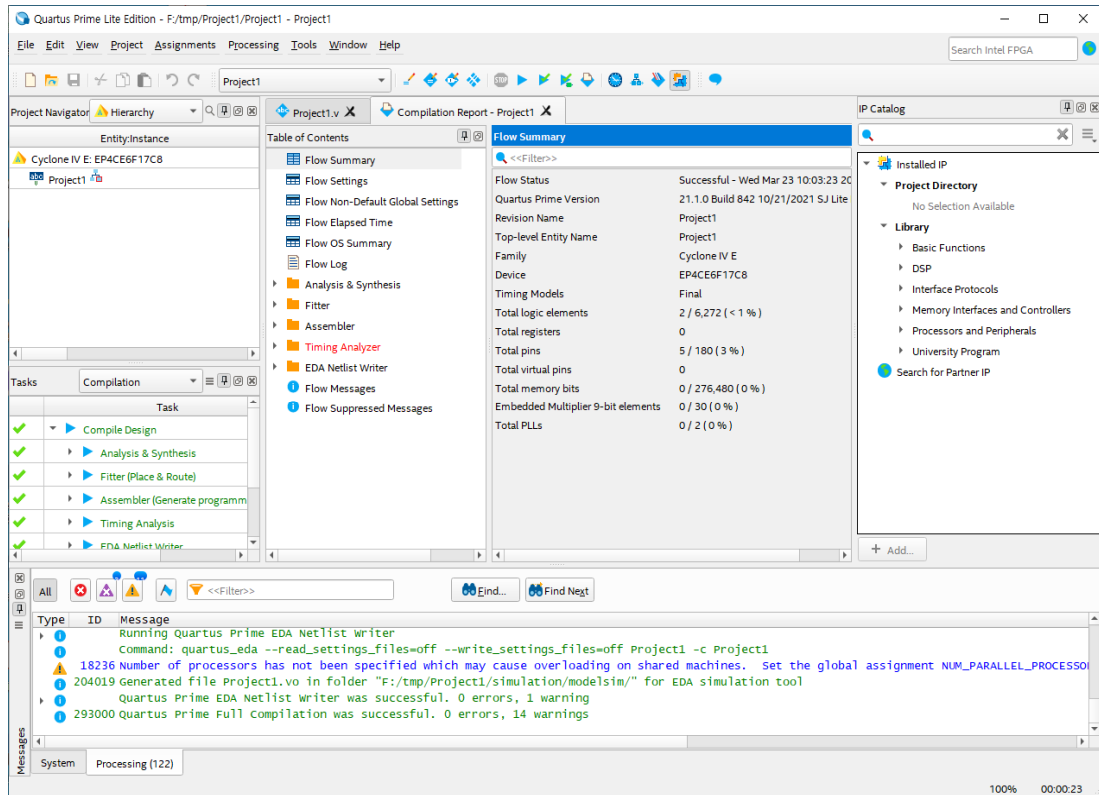 Quartus Prime Lite Edition - F:/tmp/Project1/Project1 - Project1
File Edit View Project Assignments Processing Tools Window Help
Search Intel FPGA
Project1
Project Navigator Hierarchy
Entity:Instance
Cyclone IV E: EP4CE6F17C8
Project1
Tasks Compilation
Task
Compile Design
Analysis & Synthesis
Fitter (Place & Route)
Assembler (Generate programm
Timing Analysis
EDA Netlist Writer
Project1.v
Compilation Report - Project1
Table of Contents
Flow Summary
Flow Settings
Flow Non-Default Global Settings
Flow Elapsed Time
Flow OS Summary
Flow Log
Analysis & Synthesis
Fitter
Assembler
Timing Analyzer
EDA Netlist Writer
Flow Messages
Flow Suppressed Messages
Flow Summary
<<Filter>>
Flow Status Successful - Wed Mar 23 10:03:23 20
Quartus Prime Version 21.1.0 Build 842 10/21/2021 SJ Lite
Revision Name Project1
Top-level Entity Name Project1
Family Cyclone IV E
Device EP4CE6F17C8
Timing Models Final
Total logic elements 2 / 6,272 ( < 1 % )
Total registers 0
Total pins 5 / 180 ( 3 % )
Total virtual pins 0
Total memory bits 0 / 276,480 ( 0 % )
Embedded Multiplier 9-bit elements 0 / 30 ( 0 % )
Total PLLs 0 / 2 ( 0 % )
IP Catalog
Installed IP
Project Directory
No Selection Available
Library
Basic Functions
DSP
Interface Protocols
Memory Interfaces and Controllers
Processors and Peripherals
University Program
Search for Partner IP
+ Add...
All <<Filter>> Find... Find Next
Type ID Message
Running Quartus Prime EDA Netlist Writer
Command: quartus_eda --read_settings_files=off --write_settings_files=off Project1 -c Project1
18236 Number of processors has not been specified which may cause overloading on shared machines. Set the global assignment NUM_PARALLEL_PROCESSO
204019 Generated file Project1.vo in folder "F:/tmp/Project1/simulation/modelsim/" for EDA simulation tool
Quartus Prime EDA Netlist Writer was successful. 0 errors, 1 warning
293000 Quartus Prime Full Compilation was successful. 0 errors, 14 warnings
Messages
System Processing (122)
100% 00:00:23